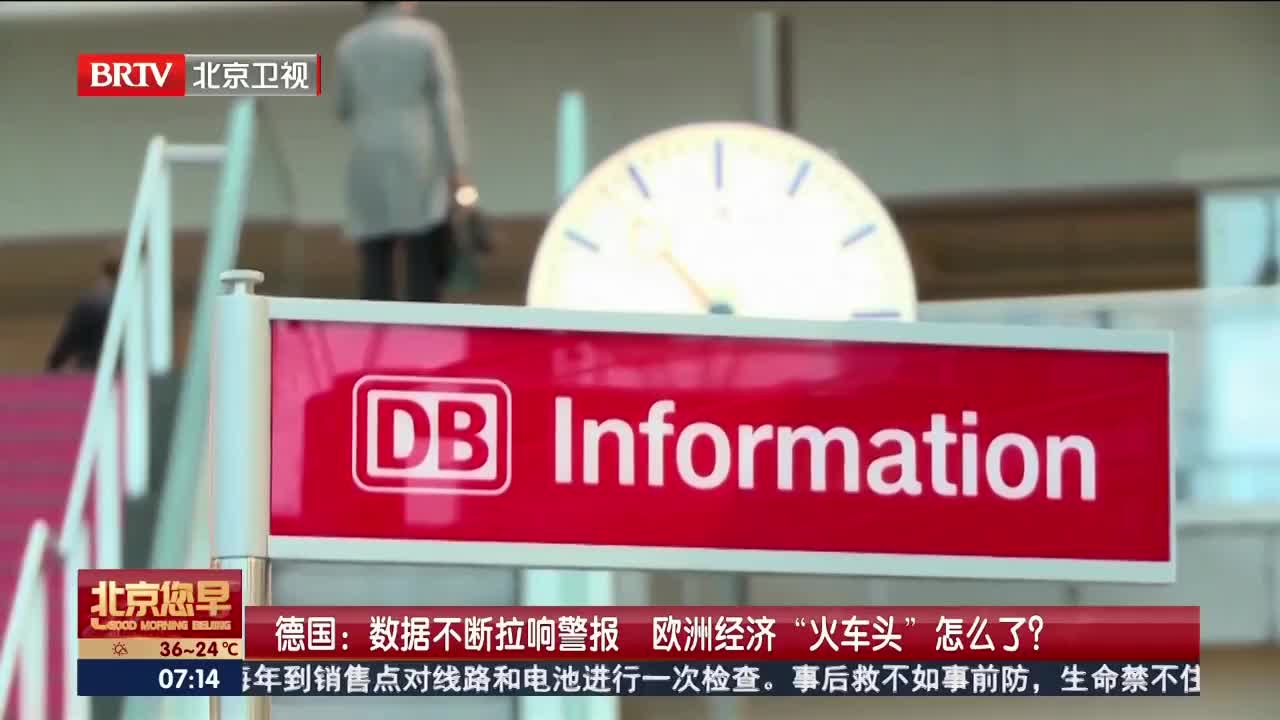 BRTV 北京卫视
DB Information
北京您早
GOOD MORNING BEIJING
德国：数据不断拉响警报 欧洲经济“火车头”怎么了？
36~24℃
07:14 每年到销售点对线路和电池进行一次检查。事后救不如事前防，生命禁不住